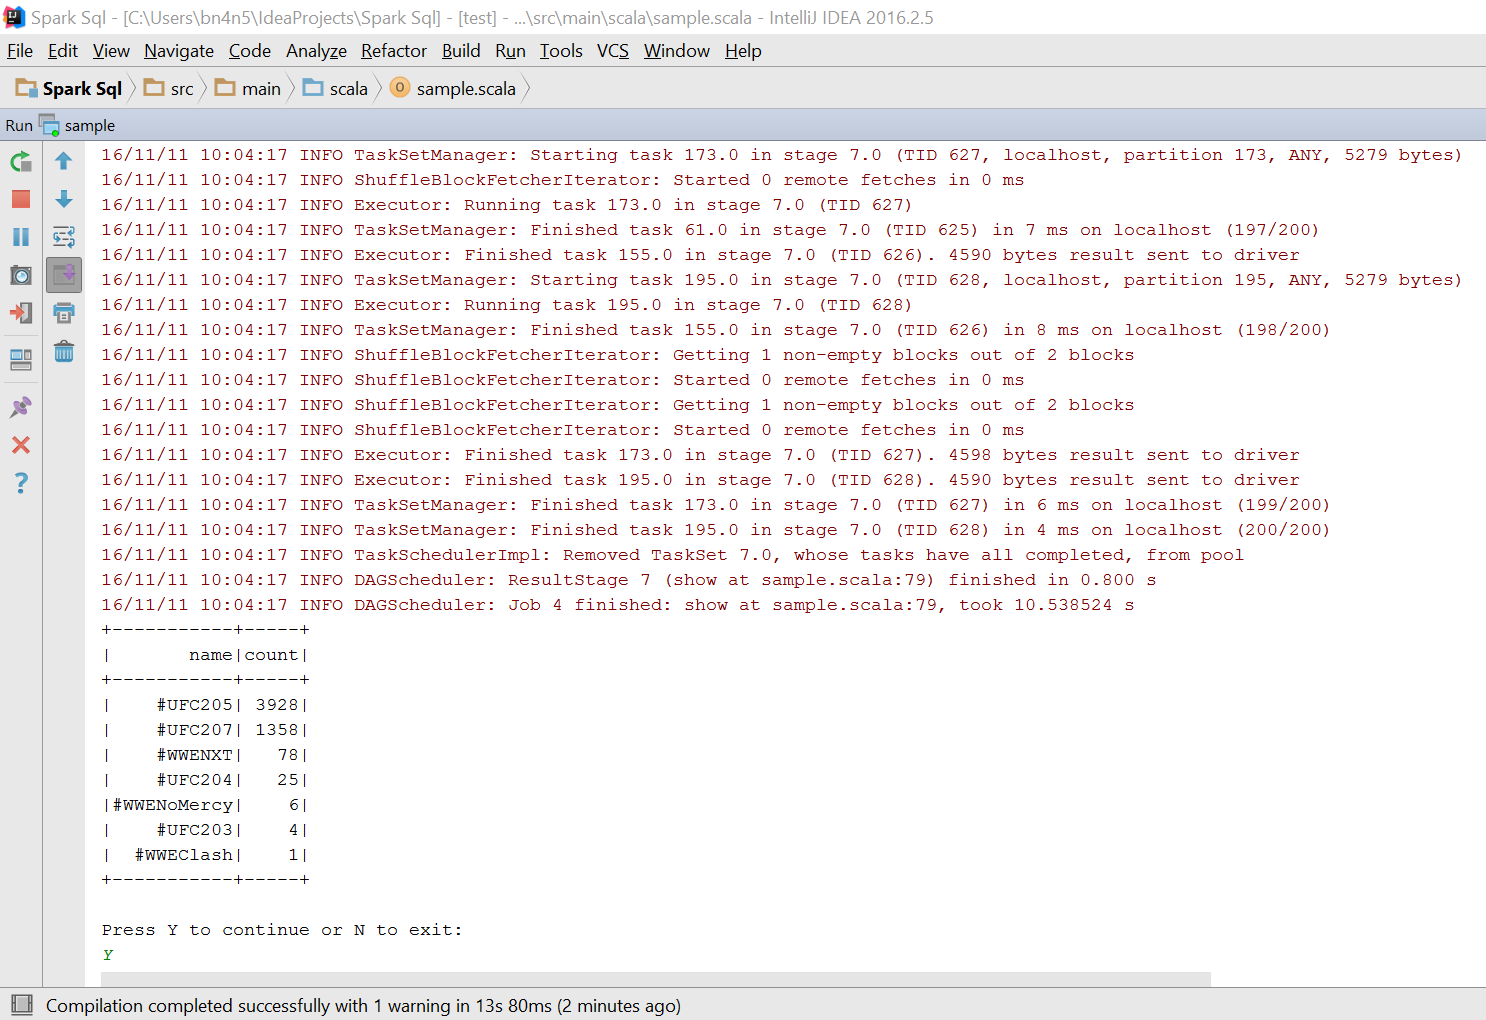 Spark Sql - [C:\Users\bn4n5\IdeaProjects\Spark Sql] - [test] - ...\src\main\scala\sample.scala - IntelliJ IDEA 2016.2.5
File Edit View Navigate Code Analyze Refactor Build Run Tools VCS Window Help
Spark Sql src main scala sample.scala
Run sample
16/11/11 10:04:17 INFO TaskSetManager: Starting task 173.0 in stage 7.0 (TID 627, localhost, partition 173, ANY, 5279 bytes)
16/11/11 10:04:17 INFO ShuffleBlockFetcherIterator: Started 0 remote fetches in 0 ms
16/11/11 10:04:17 INFO Executor: Running task 173.0 in stage 7.0 (TID 627)
16/11/11 10:04:17 INFO TaskSetManager: Finished task 61.0 in stage 7.0 (TID 625) in 7 ms on localhost (197/200)
16/11/11 10:04:17 INFO Executor: Finished task 155.0 in stage 7.0 (TID 626). 4590 bytes result sent to driver
16/11/11 10:04:17 INFO TaskSetManager: Starting task 195.0 in stage 7.0 (TID 628, localhost, partition 195, ANY, 5279 bytes)
16/11/11 10:04:17 INFO Executor: Running task 195.0 in stage 7.0 (TID 628)
16/11/11 10:04:17 INFO TaskSetManager: Finished task 155.0 in stage 7.0 (TID 626) in 8 ms on localhost (198/200)
16/11/11 10:04:17 INFO ShuffleBlockFetcherIterator: Getting 1 non-empty blocks out of 2 blocks
16/11/11 10:04:17 INFO ShuffleBlockFetcherIterator: Started 0 remote fetches in 0 ms
16/11/11 10:04:17 INFO ShuffleBlockFetcherIterator: Getting 1 non-empty blocks out of 2 blocks
16/11/11 10:04:17 INFO ShuffleBlockFetcherIterator: Started 0 remote fetches in 0 ms
16/11/11 10:04:17 INFO Executor: Finished task 173.0 in stage 7.0 (TID 627). 4598 bytes result sent to driver
16/11/11 10:04:17 INFO Executor: Finished task 195.0 in stage 7.0 (TID 628). 4590 bytes result sent to driver
16/11/11 10:04:17 INFO TaskSetManager: Finished task 173.0 in stage 7.0 (TID 627) in 6 ms on localhost (199/200)
16/11/11 10:04:17 INFO TaskSetManager: Finished task 195.0 in stage 7.0 (TID 628) in 4 ms on localhost (200/200)
16/11/11 10:04:17 INFO TaskSchedulerImpl: Removed TaskSet 7.0, whose tasks have all completed, from pool
16/11/11 10:04:17 INFO DAGScheduler: ResultStage 7 (show at sample.scala:79) finished in 0.800 s
16/11/11 10:04:17 INFO DAGScheduler: Job 4 finished: show at sample.scala:79, took 10.538524 s
+-----------+-----+
|       name|count|
+-----------+-----+
|    #UFC205| 3928|
|    #UFC207| 1358|
|    #WWENXT|   78|
|    #UFC204|   25|
|#WWENoMercy|    6|
|    #UFC203|    4|
|  #WWEClash|    1|
+-----------+-----+
Press Y to continue or N to exit:
Y
Compilation completed successfully with 1 warning in 13s 80ms (2 minutes ago)